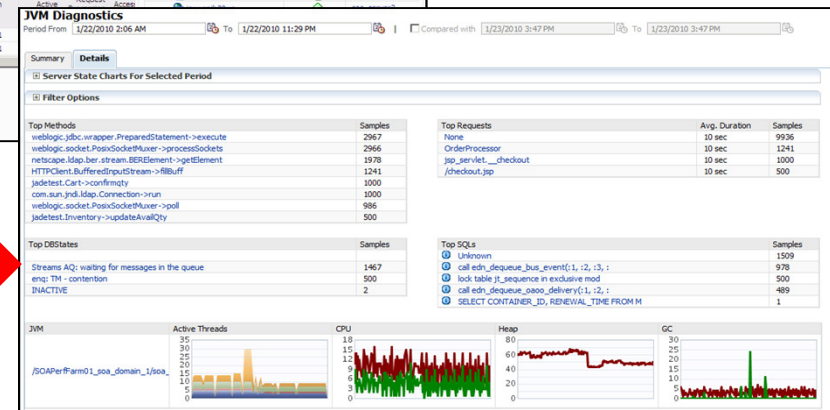 Active
Request
Access
JVM Diagnostics
Period From 1/22/2010 2:06 AM To 1/22/2010 11:29 PM | Compared with 1/23/2010 3:47 PM To 1/23/2010 3:47 PM
Summary Details
Server State Charts For Selected Period
Filter Options
Top Methods Samples
weblogic.jdbc.wrapper.PreparedStatement->execute 2967
weblogic.socket.PosixSocketMuxer->processSockets 2966
netscape.ldap.ber.stream.BERElement->getElement 1978
HTTPClient.BufferedInputStream->fillBuff 1241
jadetest.Cart->confirmqty 1000
com.sun.jndi.ldap.Connection->run 1000
weblogic.socket.PosixSocketMuxer->poll 986
jadetest.Inventory->updateAvailQty 500
Top Requests Avg. Duration Samples
None 10 sec 9936
OrderProcessor 10 sec 1241
jsp_servlet.__checkout 10 sec 1000
/checkout.jsp 10 sec 500
Top DBStates Samples
Streams AQ: waiting for messages in the queue 1467
enq: TM - contention 500
INACTIVE 2
Top SQLs Samples
Unknown 1509
call edn_dequeue_bus_event(:1, :2, :3, : 978
lock table jt_sequence in exclusive mod 500
call edn_dequeue_oaoo_delivery(:1, :2, : 489
SELECT CONTAINER_ID, RENEWAL_TIME FROM M 1
JVM Active Threads CPU Heap GC
/SOAPerfFarm01_soa_domain_1/soa_
35
30
25
20
15
10
5
0
18
15
12
9
6
3
0
80
60
40
20
0
30
25
20
15
10
5
0